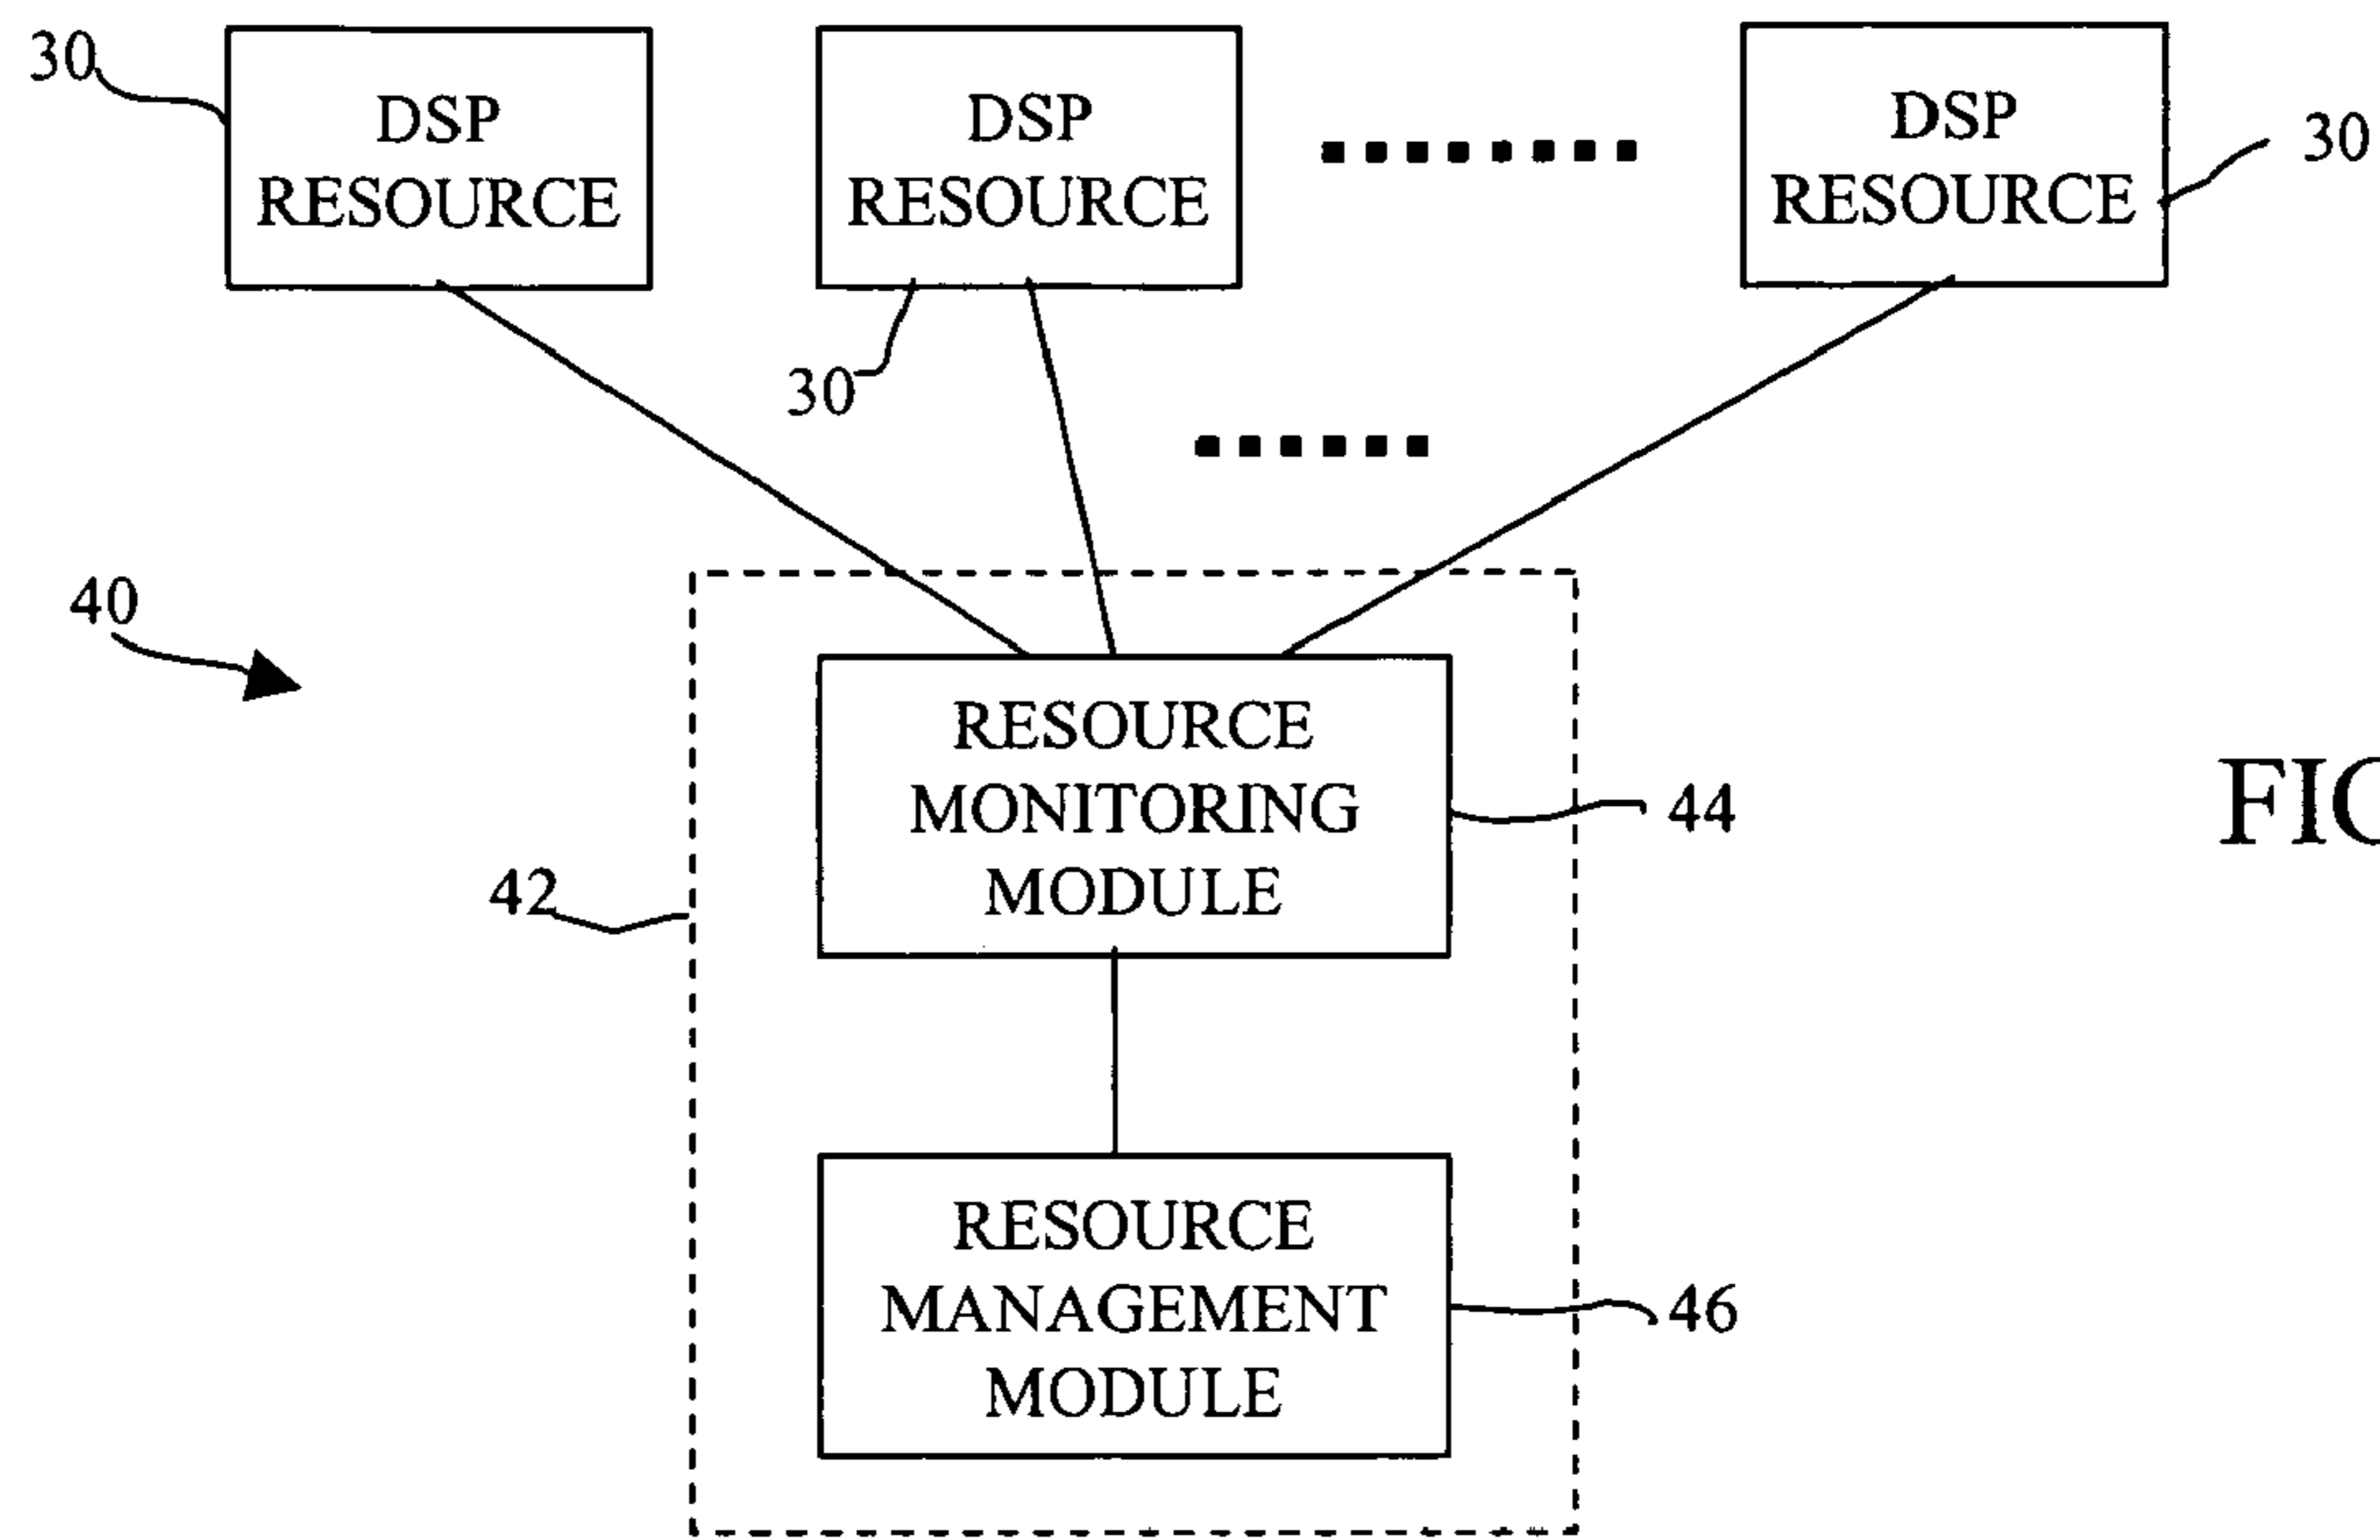 30
DSP
RESOURCE
DSP
RESOURCE
DSP
RESOURCE
30
30
40
RESOURCE
MONITORING
MODULE
44
42
RESOURCE
MANAGEMENT
MODULE
46